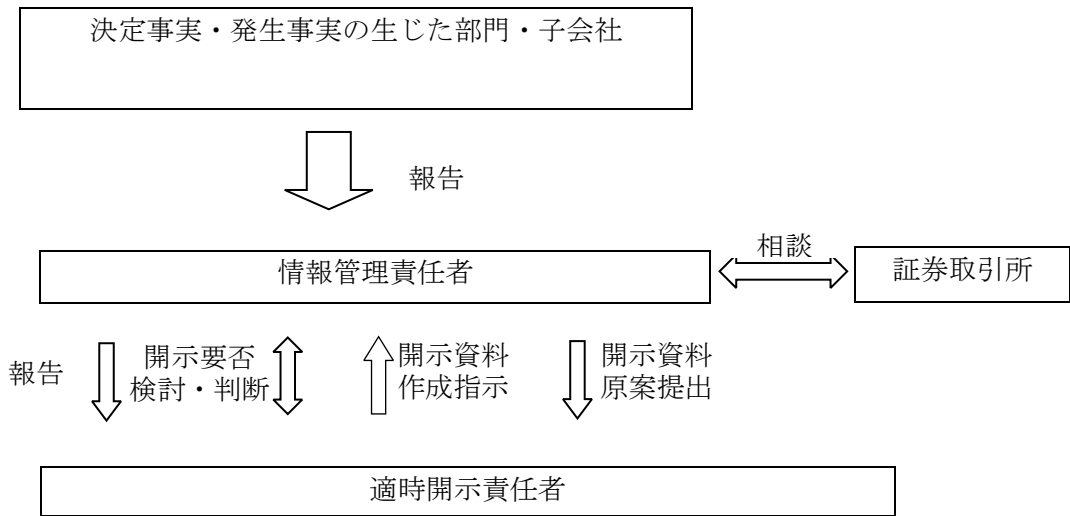 決定事実・発生事実の生じた部門・子会社
報告
相談
情報管理責任者
証券取引所
報告
開示要否
検討・判断
開示資料
作成指示
開示資料
原案提出
適時開示責任者